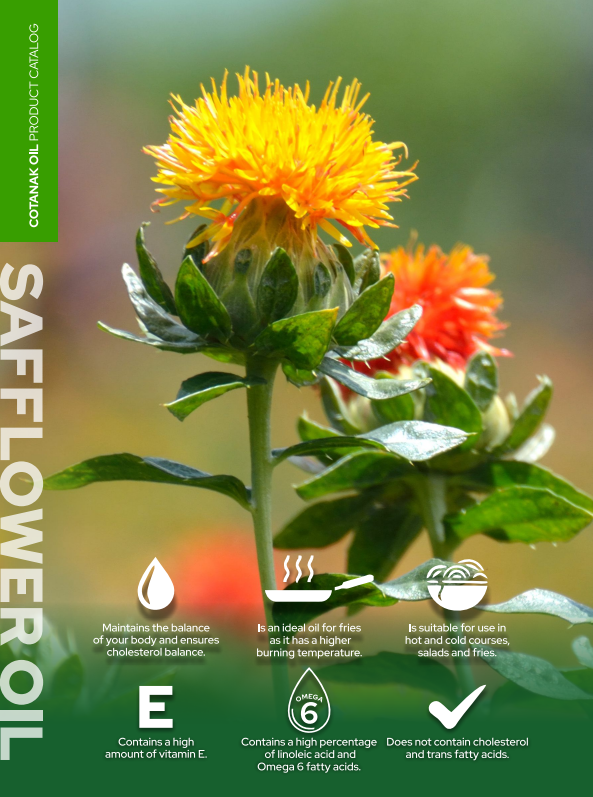 COTANAK OIL PRODUCT CATALOG
SAFFLOWER OIL
Maintains the balance
of your body and ensures
cholesterol balance.
Is an ideal oil for fries
as it has a higher
burning temperature.
Is suitable for use in
hot and cold courses,
salads and fries.
E
Contains a high
amount of vitamin E.
OMEGA
6
Contains a high percentage
of linoleic acid and
Omega 6 fatty acids.
Does not contain cholesterol
and trans fatty acids.